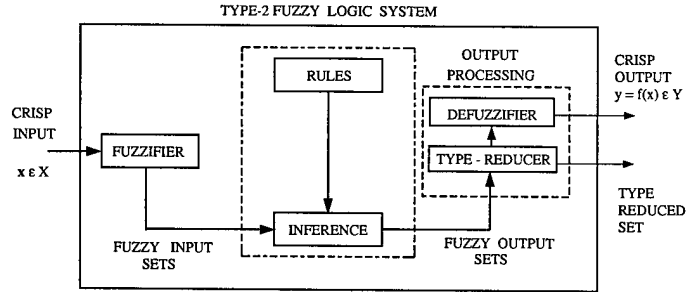 TYPE-2 FUZZY LOGIC SYSTEM
CRISP
INPUT
x ε X
FUZZIFIER
FUZZY INPUT
SETS
RULES
INFERENCE
OUTPUT
PROCESSING
DEFUZZIFIER
TYPE - REDUCER
FUZZY OUTPUT
SETS
CRISP
OUTPUT
y = f(x) ε Y
TYPE
REDUCED
SET